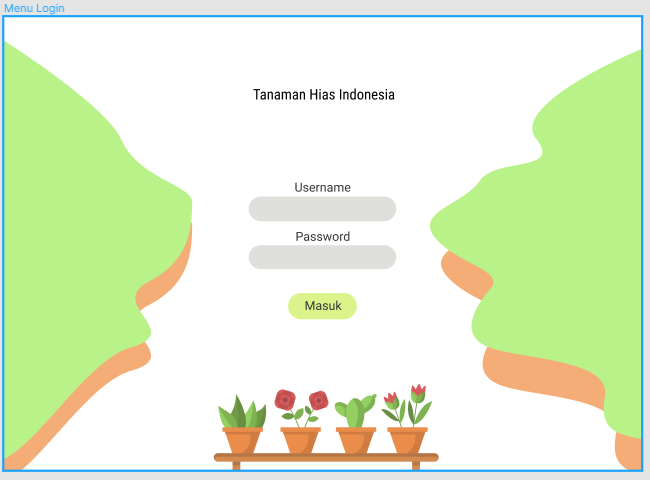 Menu Login
Tanaman Hias Indonesia
Username
Password
Masuk